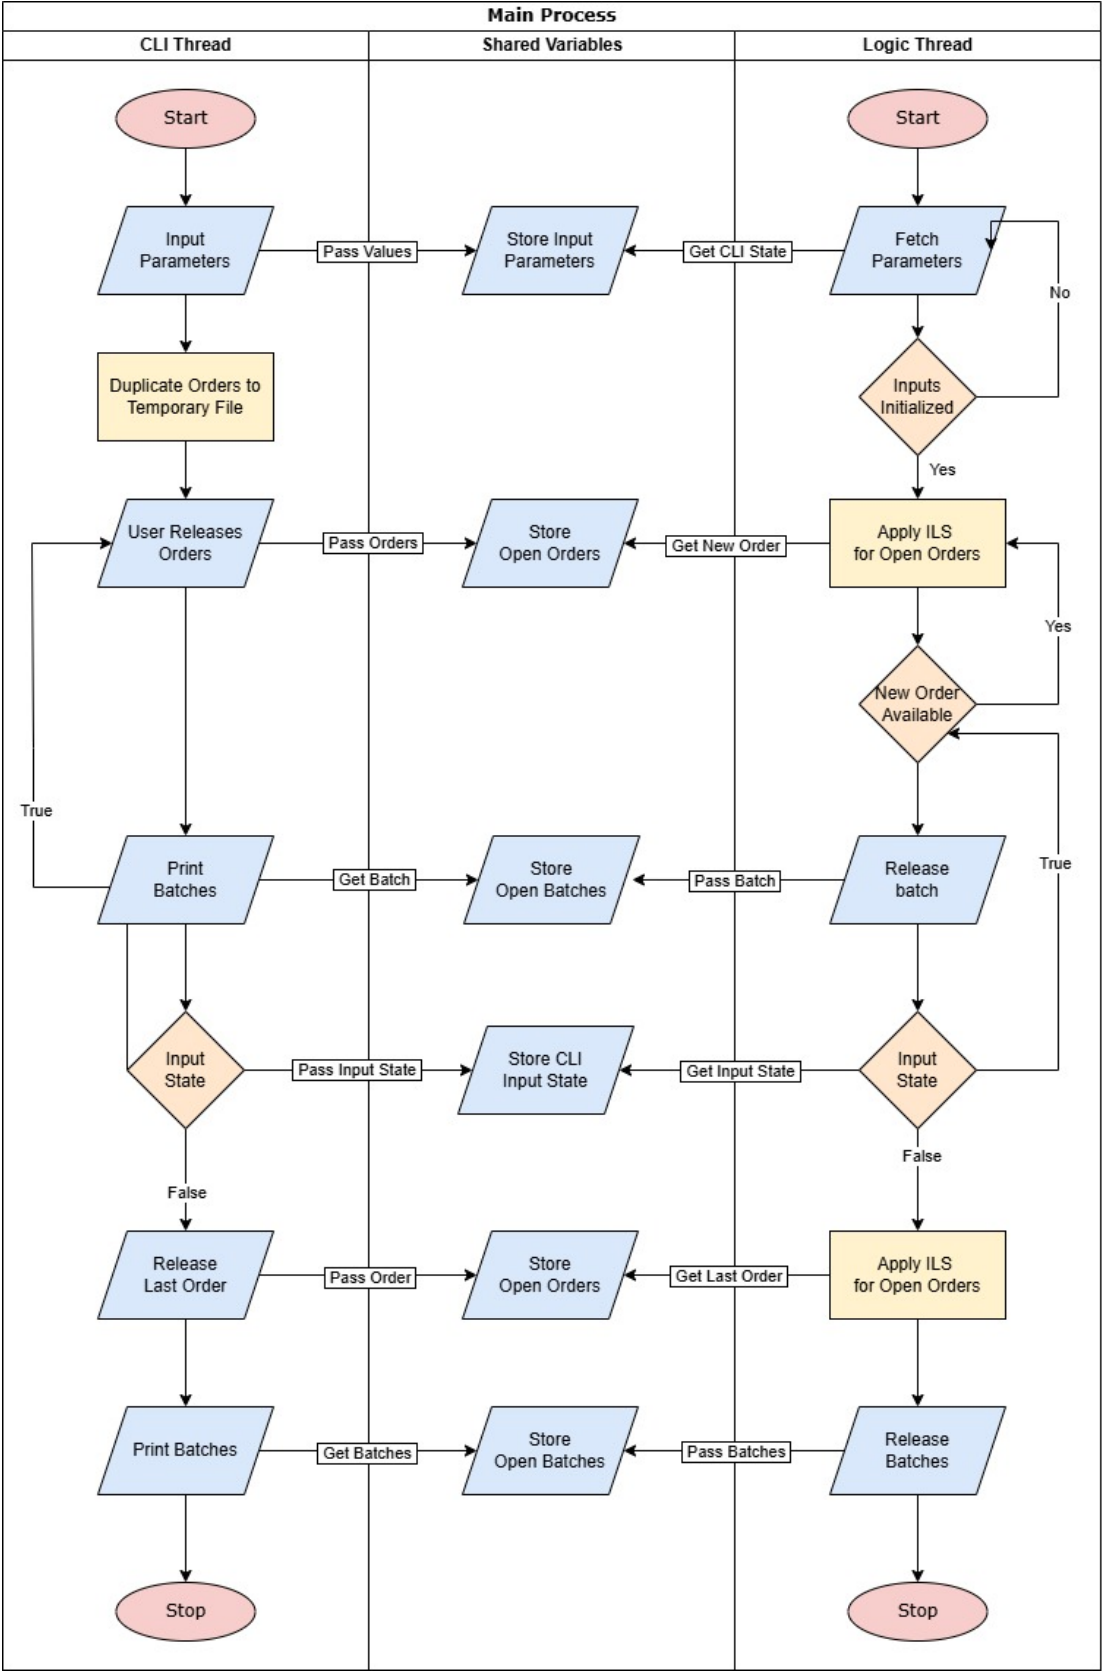 Main Process
CLI Thread
Shared Variables
Logic Thread
Start
Start
Input
Parameters
Pass Values
Store Input
Parameters
Get CLI State
Fetch
Parameters
No
Duplicate Orders to
Temporary File
Inputs
Initialized
Yes
User Releases
Orders
Pass Orders
Store
Open Orders
Get New Order
Apply ILS
for Open Orders
Yes
New Order
Available
True
Print
Batches
Get Batch
Store
Open Batches
Pass Batch
Release
batch
True
Input
State
Pass Input State
Store CLI
Input State
Get Input State
Input
State
False
False
Release
Last Order
Pass Order
Store
Open Orders
Get Last Order
Apply ILS
for Open Orders
Print Batches
Get Batches
Store
Open Batches
Pass Batches
Release
Batches
Stop
Stop